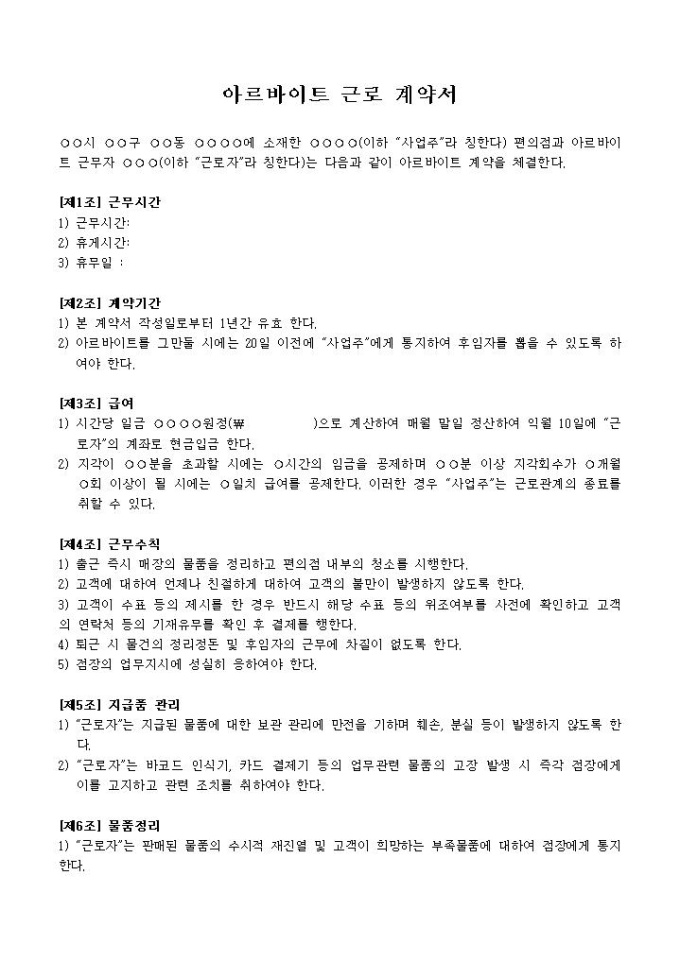 아르바이트 근로 계약서
○○시 ○○구 ○○동 ○○○○에 소재한 ○○○○(이하 “사업주”라 칭한다) 편의점과 아르바이
트 근무자 ○○○(이하 “근로자”라 칭한다)는 다음과 같이 아르바이트 계약을 체결한다.
[제1조] 근무시간
1) 근무시간:
2) 휴게시간:
3) 휴무일 :
[제2조] 계약기간
1) 본 계약서 작성일로부터 1년간 유효 한다.
2) 아르바이트를 그만둘 시에는 20일 이전에 “사업주”에게 통지하여 후임자를 뽑을 수 있도록 하
여야 한다.
[제3조] 급여
1) 시간당 일금 ○○○○원정(₩ )으로 계산하여 매월 말일 정산하여 익월 10일에 “근
로자”의 계좌로 현금입금 한다.
2) 지각이 ○○분을 초과할 시에는 ○시간의 임금을 공제하며 ○○분 이상 지각회수가 ○개월
○회 이상이 될 시에는 ○일치 급여를 공제한다. 이러한 경우 “사업주”는 근로관계의 종료를
취할 수 있다.
[제4조] 근무수칙
1) 출근 즉시 매장의 물품을 정리하고 편의점 내부의 청소를 시행한다.
2) 고객에 대하여 언제나 친절하게 대하여 고객의 불만이 발생하지 않도록 한다.
3) 고객이 수표 등의 제시를 한 경우 반드시 해당 수표 등의 위조여부를 사전에 확인하고 고객
의 연락처 등의 기재유무를 확인 후 결제를 행한다.
4) 퇴근 시 물건의 정리정돈 및 후임자의 근무에 차질이 없도록 한다.
5) 점장의 업무지시에 성실히 응하여야 한다.
[제5조] 지급품 관리
1) “근로자”는 지급된 물품에 대한 보관 관리에 만전을 기하며 훼손, 분실 등이 발생하지 않도록 한
다.
2) “근로자”는 바코드 인식기, 카드 결제기 등의 업무관련 물품의 고장 발생 시 즉각 점장에게
이를 고지하고 관련 조치를 취하여야 한다.
[제6조] 물품정리
1) “근로자”는 판매된 물품의 수시적 재진열 및 고객이 희망하는 부족물품에 대하여 점장에게 통지
한다.